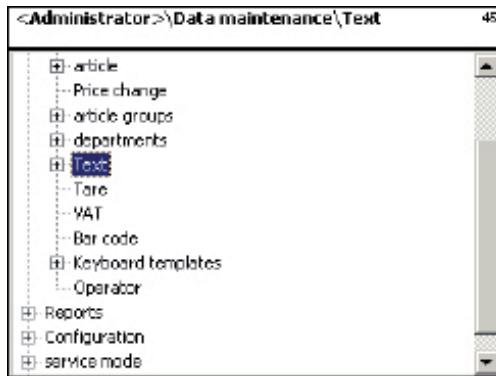 <Administrator>\Data maintenance\Text 45
article
Price change
article groups
departments
Text
Tare
VAT
Bar code
Keyboard templates
Operator
Reports
Configuration
service mode